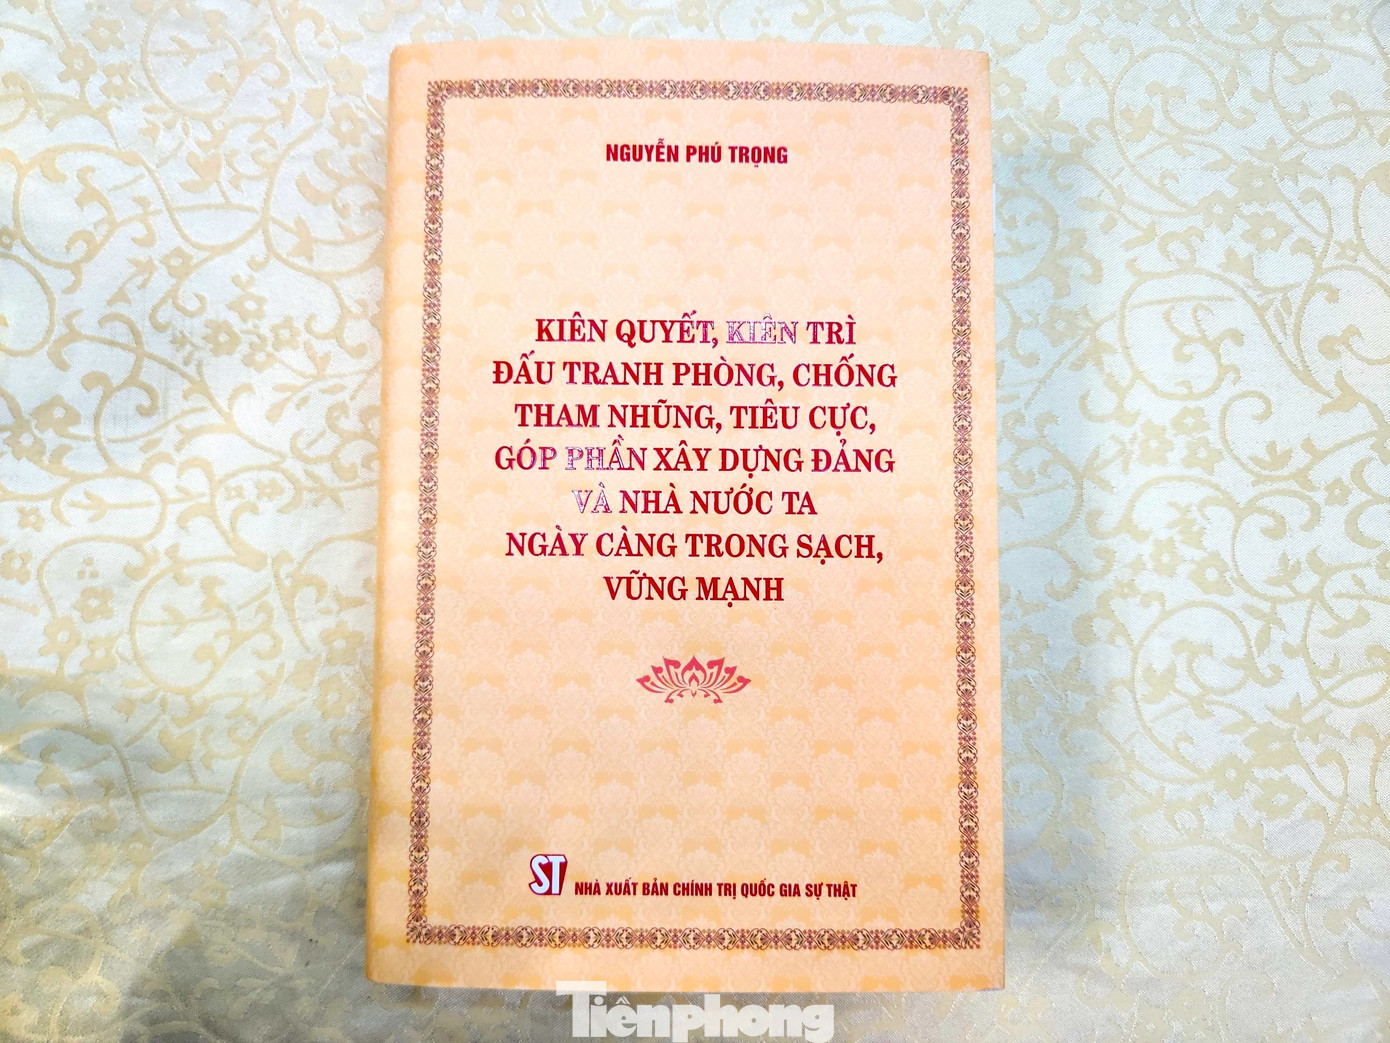 NGUYỄN PHÚ TRỌNG
KIÊN QUYẾT, KIÊN TRÌ
ĐẤU TRANH PHÒNG, CHỐNG
THAM NHŨNG, TIÊU CỰC,
GÓP PHẦN XÂY DỰNG ĐẢNG
VÀ NHÀ NƯỚC TA
NGÀY CÀNG TRONG SẠCH,
VỮNG MẠNH
ST NHÀ XUẤT BẢN CHÍNH TRỊ QUỐC GIA SỰ THẬT
Tiềnphong